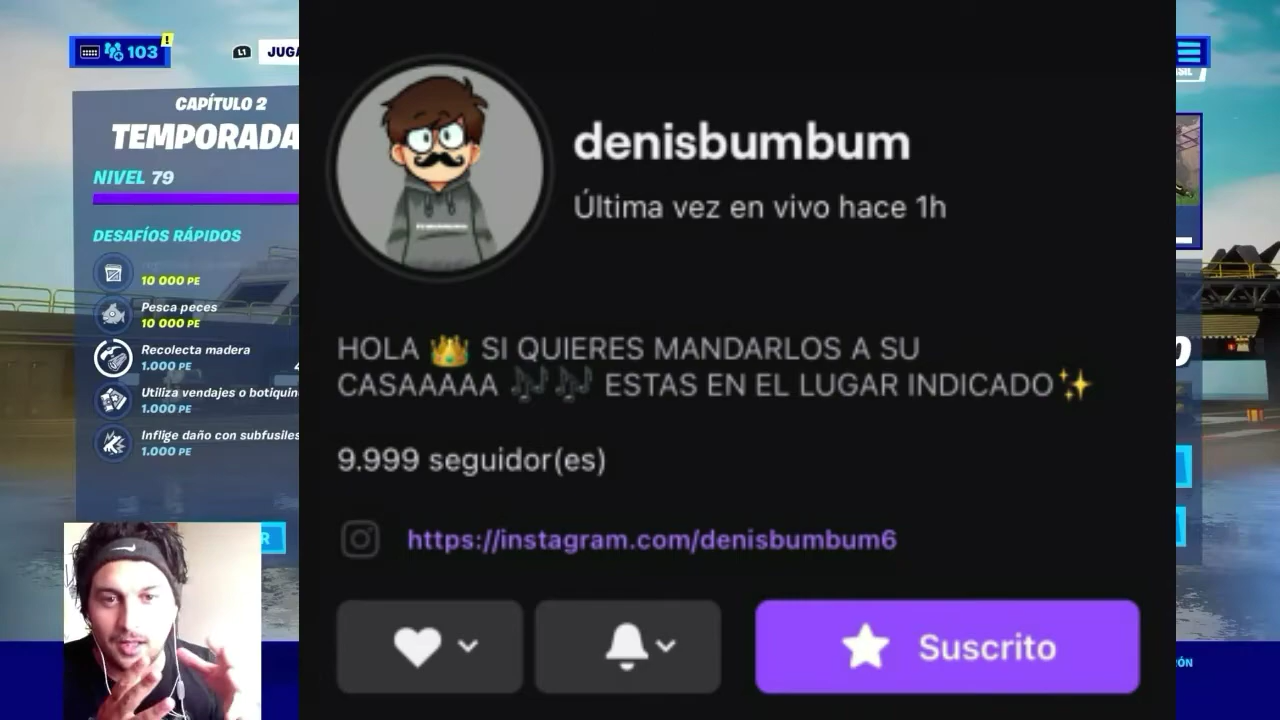 103
!
L1
JUGA
CAPÍTULO 2
TEMPORADA
NIVEL 79
DESAFÍOS RÁPIDOS
10 000 PE
Pesca peces
10 000 PE
Recolecta madera
1.000 PE
Utiliza vendajes o botiquin
1.000 PE
Inflige daño con subfusiles
1.000 PE
R
denisbumbum
Última vez en vivo hace 1h
HOLA 👑 SI QUIERES MANDARLOS A SU
CASAAAAA 🎶🎶 ESTAS EN EL LUGAR INDICADO✨
9.999 seguidor(es)
https://instagram.com/denisbumbum6
Suscrito